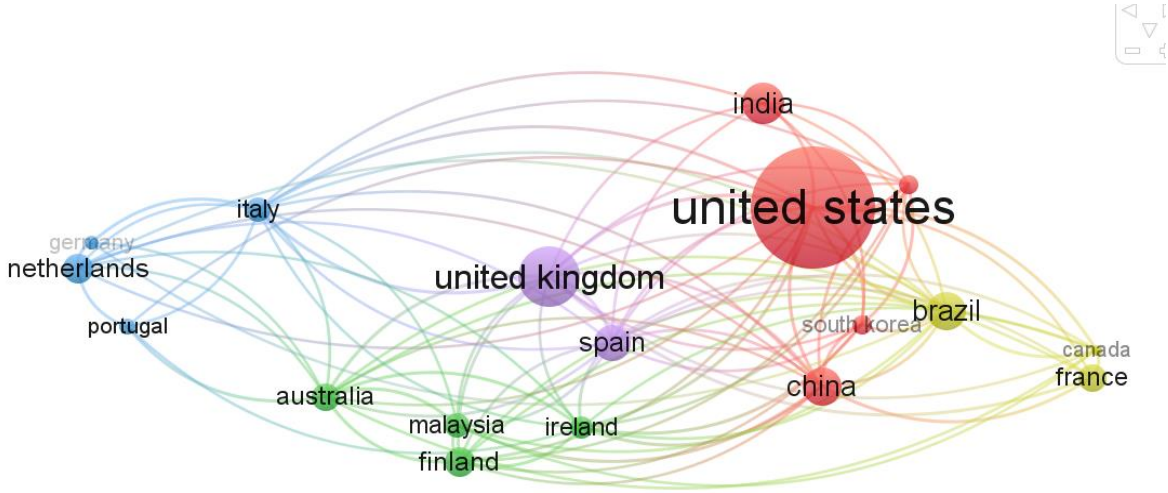 india
united states
italy
germany
netherlands
united kingdom
portugal
brazil
south korea
spain
canada
france
china
australia
malaysia
ireland
finland